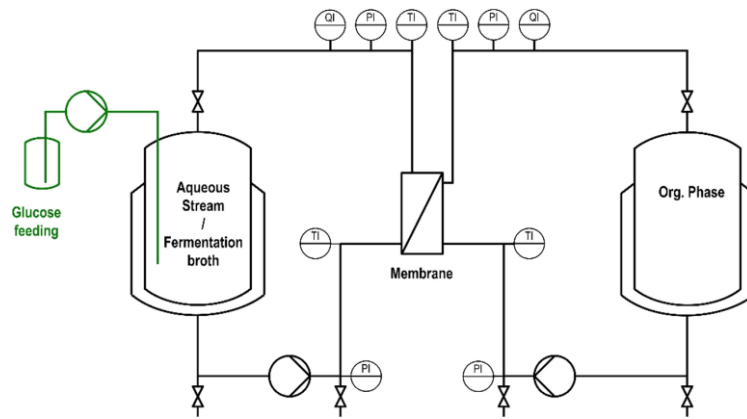 QI PI TI TI PI QI
Aqueous
Stream
/
Fermentation
broth
Org. Phase
Glucose
feeding
TI
TI
Membrane
PI
PI